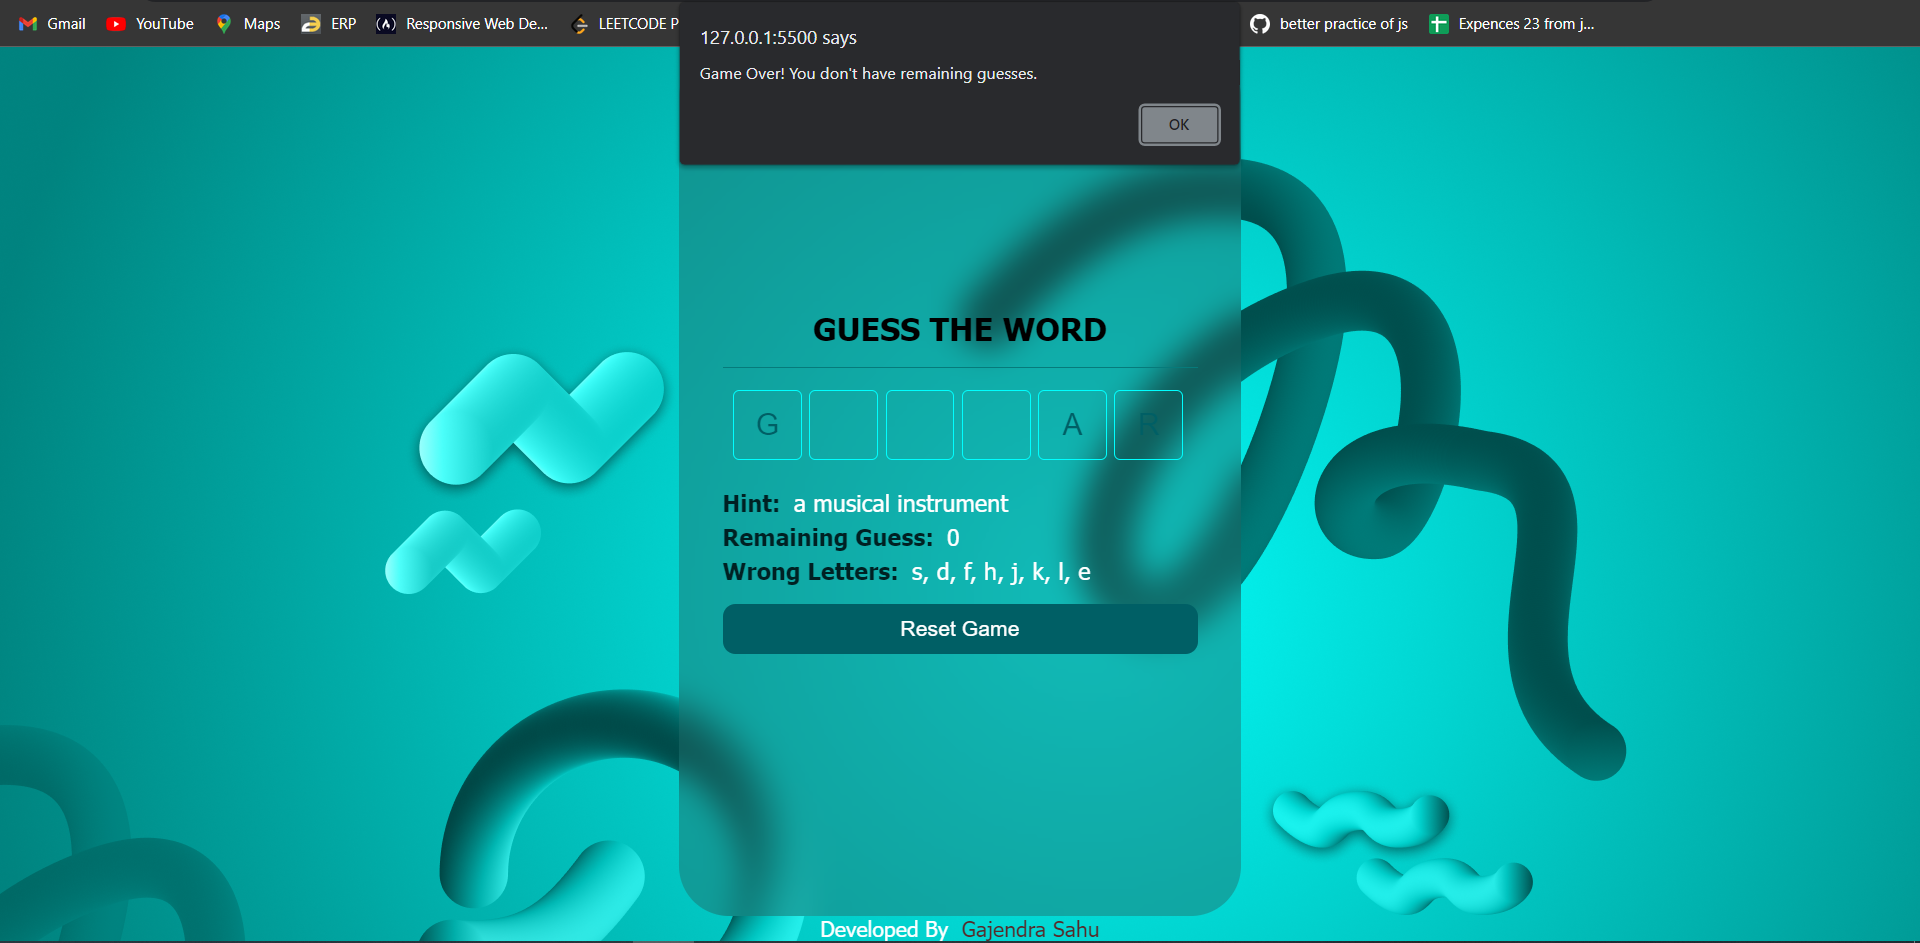 Gmail YouTube Maps ERP Responsive Web De... LEETCODE P better practice of js Expences 23 from j...
127.0.0.1:5500 says
Game Over! You don't have remaining guesses.
OK
GUESS THE WORD
G A R
Hint: a musical instrument
Remaining Guess: 0
Wrong Letters: s, d, f, h, j, k, l, e
Reset Game
Developed By Gajendra Sahu